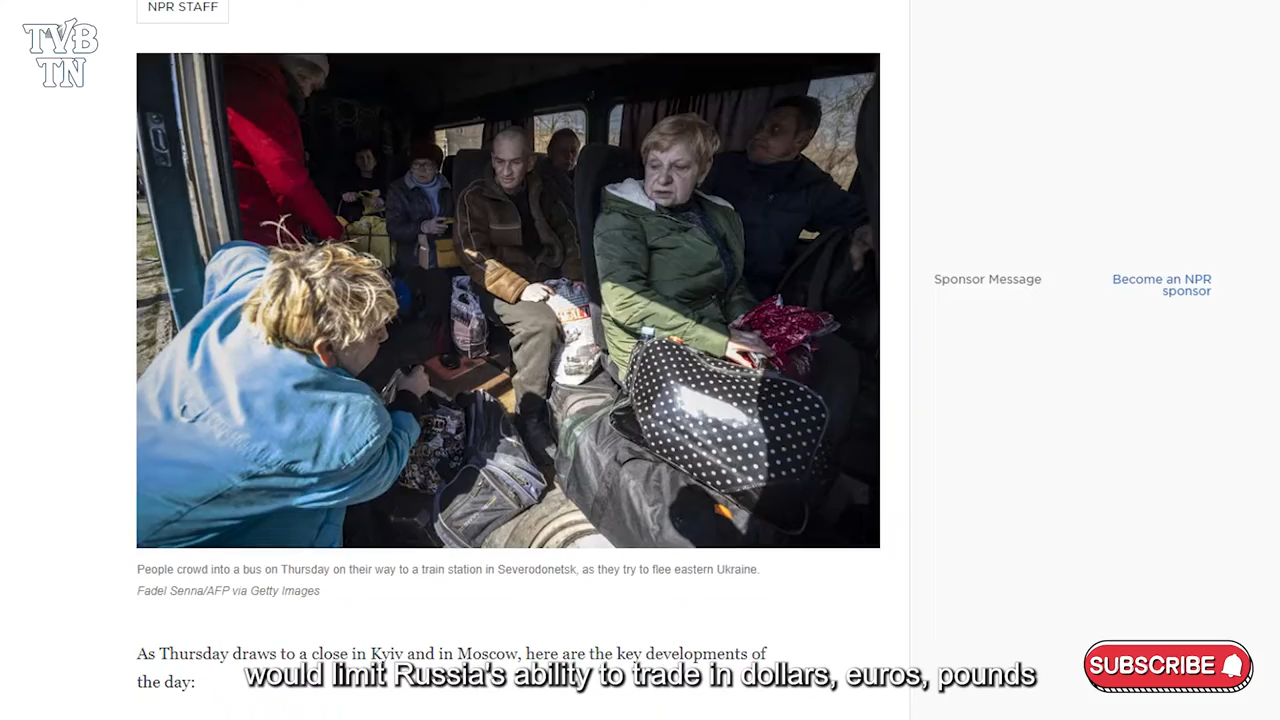 NPR STAFF
TVB
TN
Sponsor Message
Become an NPR
sponsor
People crowd into a bus on Thursday on their way to a train station in Severodonetsk, as they try to flee eastern Ukraine.
Fadel Senna/AFP via Getty Images
As Thursday draws to a close in Kyiv and in Moscow, here are the key developments of
the day:
would limit Russia's ability to trade in dollars, euros, pounds
SUBSCRIBE